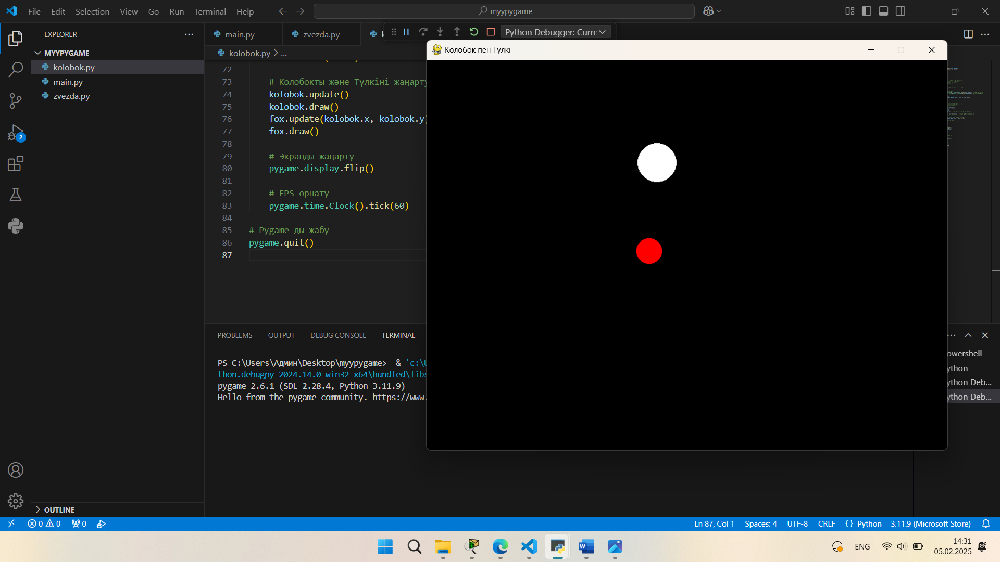 File Edit Selection View Go Run Terminal Help
myypygame
EXPLORER
MYYPYGAME
kolobok.py
main.py
zvezda.py
OUTLINE
main.py
zvezda.py
Python Debugger: Curre
kolobok.py > ...
72
73 # Колобокты және Түлкіні жаңарту
74 kolobok.update()
75 kolobok.draw()
76 fox.update(kolobok.x, kolobok.y)
77 fox.draw()
78
79 # Экранды жаңарту
80 pygame.display.flip()
81
82 # FPS орнату
83 pygame.time.Clock().tick(60)
84
85 # Pygame-ды жабу
86 pygame.quit()
87
Колобок пен Түлкі
PROBLEMS OUTPUT DEBUG CONSOLE TERMINAL
PS C:\Users\Админ\Desktop\myypygame> & 'c:\U
thon.debugpy-2024.14.0-win32-x64\bundled\libs
pygame 2.6.1 (SDL 2.28.4, Python 3.11.9)
Hello from the pygame community. https://www.
owershell
ython
ython Deb...
ython Deb...
2
0 0 0
Ln 87, Col 1 Spaces: 4 UTF-8 CRLF {} Python 3.11.9 (Microsoft Store)
ENG
14:31
05.02.2025